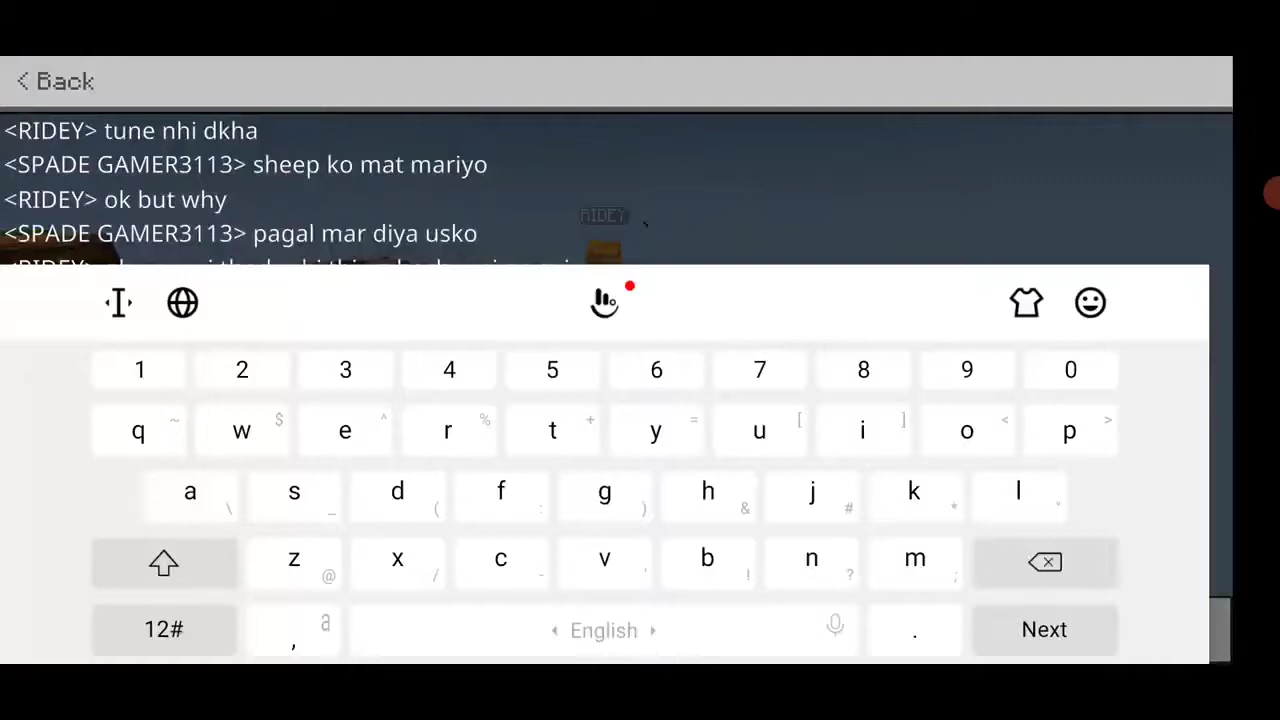 < Back
<RIDEY> tune nhi dkha
<SPADE GAMER3113> sheep ko mat mariyo
<RIDEY> ok but why
RIDEY
<SPADE GAMER3113> pagal mar diya usko
<RIDEY>
1 2 3 4 5 6 7 8 9 0
q ~ w $ e ^ r % t + y = u [ i ] o < p >
a \ s _ d ( f : g ) h & j # k * l "
z @ x / c - v ' b ! n ? m ;
12# , a English . Next